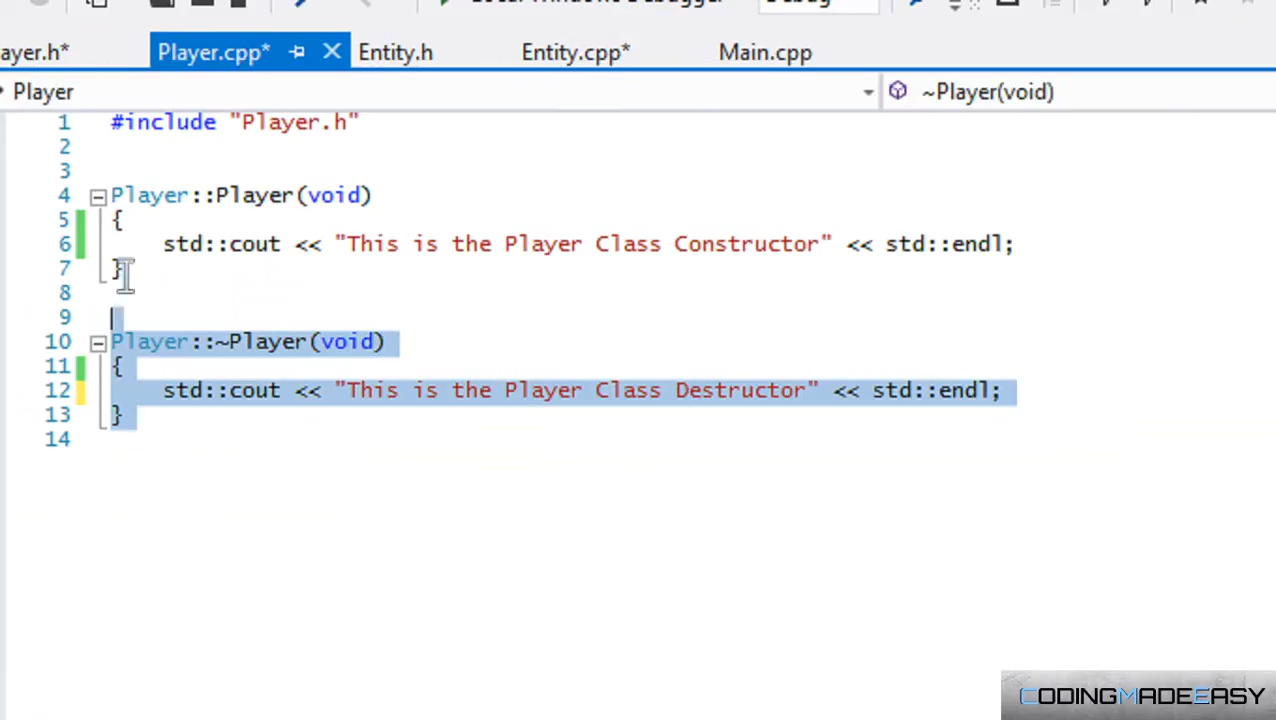 ayer.h* Player.cpp* Entity.h Entity.cpp* Main.cpp
Player ~Player(void)
1 #include "Player.h"
2
3
4 Player::Player(void)
5 {
6 std::cout << "This is the Player Class Constructor" << std::endl;
7 }
8
9
10 Player::~Player(void)
11 {
12 std::cout << "This is the Player Class Destructor" << std::endl;
13 }
14
CODINGMADEEASY